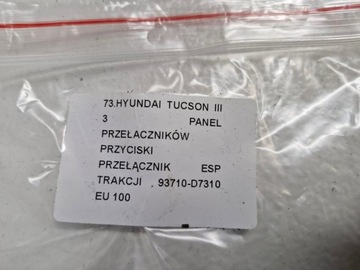 73.HYUNDAI TUCSON III
3 PANEL
PRZEŁACZNIKÓW
PRZYCISKI
PRZEŁĄCZNIK ESP
TRAKCJI , 93710-D7310
EU 100